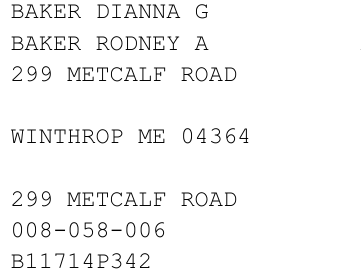 BAKER DIANNA G
BAKER RODNEY A
299 METCALF ROAD
WINTHROP ME 04364
299 METCALF ROAD
008-058-006
B11714P342